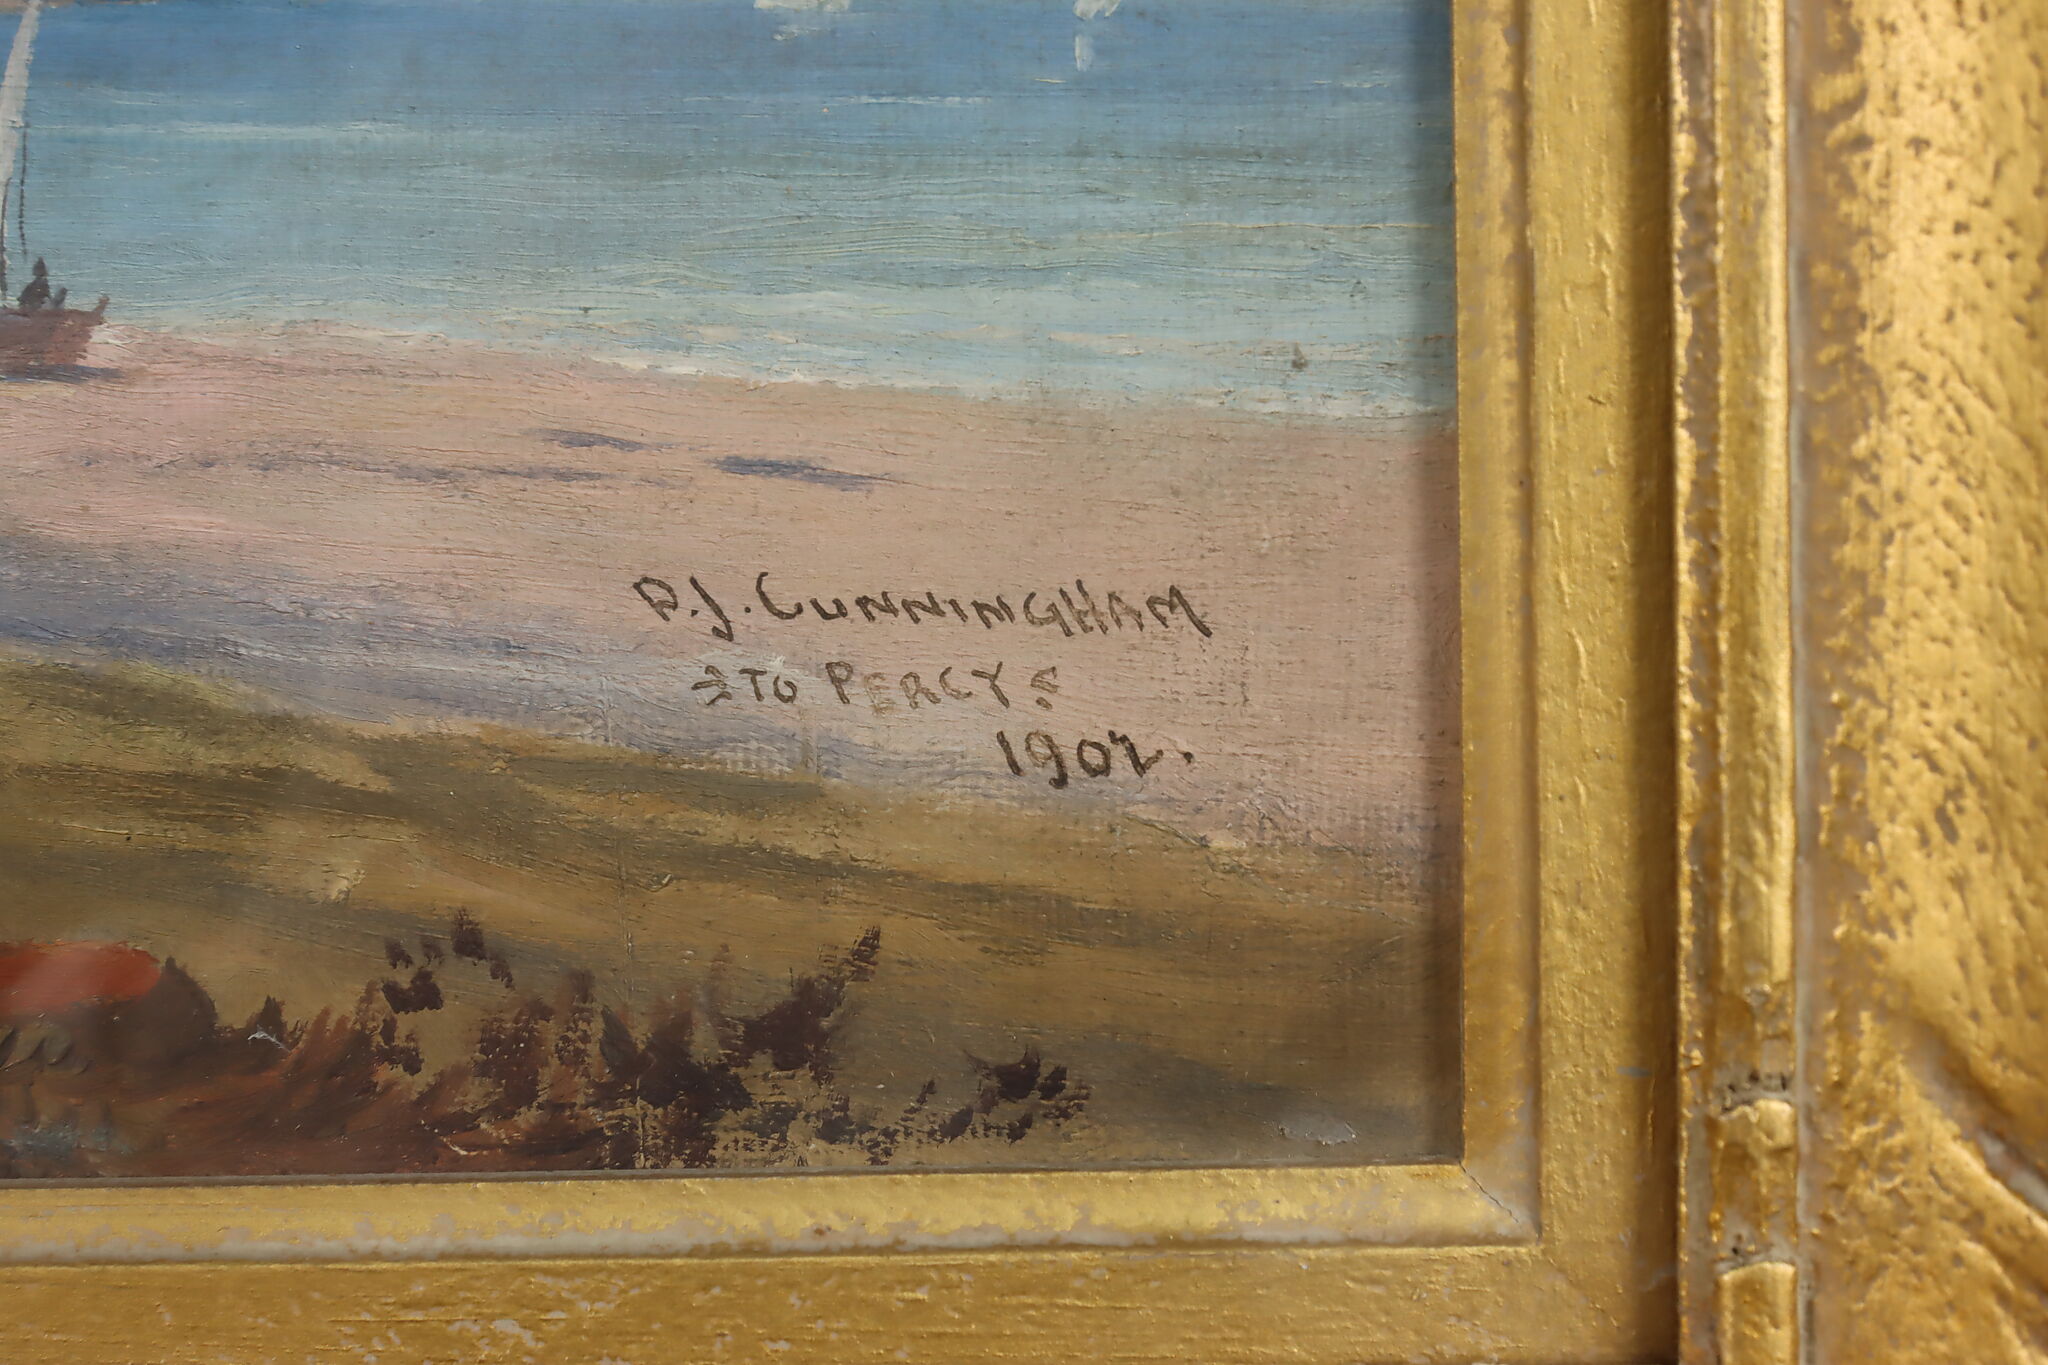 P.J. CUNNINGHAM
TO PERCY
1902.